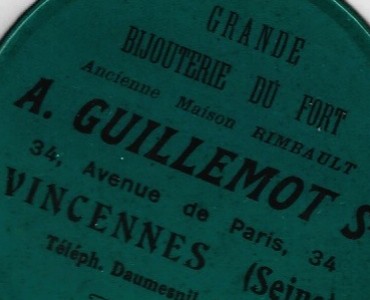 GRANDE
BIJOUTERIE DU FORT
Ancienne Maison RIMBAULT
A. GUILLEMOT S
34, Avenue de Paris, 34
VINCENNES (Seine
Téléph. Daumesnil